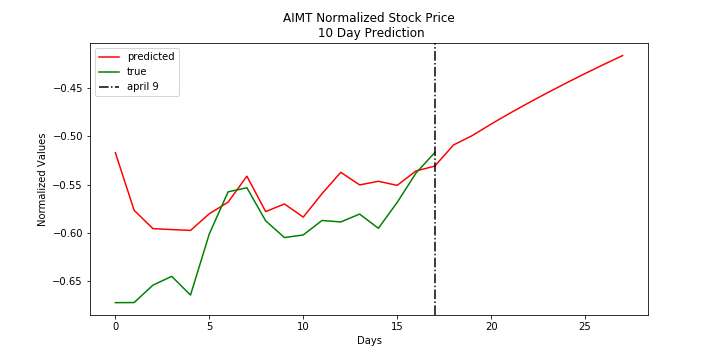 AIMT Normalized Stock Price
10 Day Prediction
predicted
true
april 9
−0.45
−0.50
−0.55
−0.60
−0.65
Normalized Values
0
5
10
15
20
25
Days